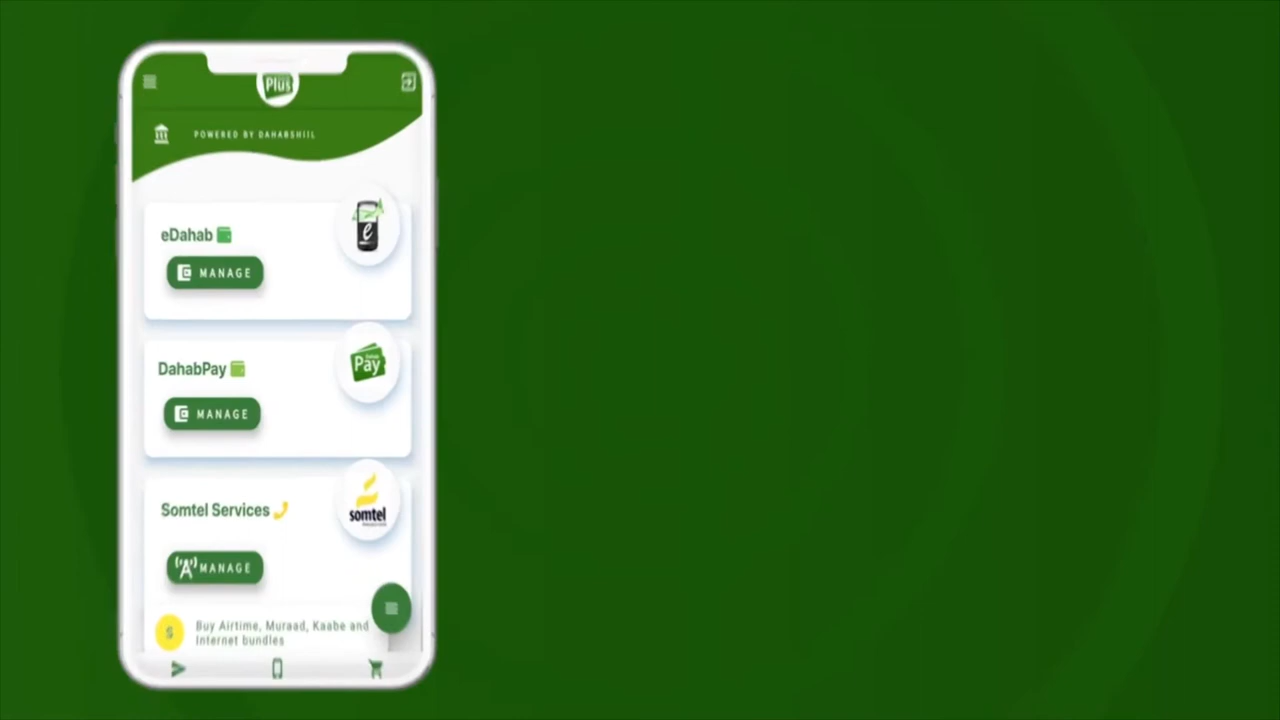 Plus
POWERED BY DAHABSHIIL
eDahab
e
MANAGE
DahabPay
Pay
MANAGE
Somtel Services
somtel
MANAGE
$
Buy Airtime, Muraad, Kaabe and
Internet bundles